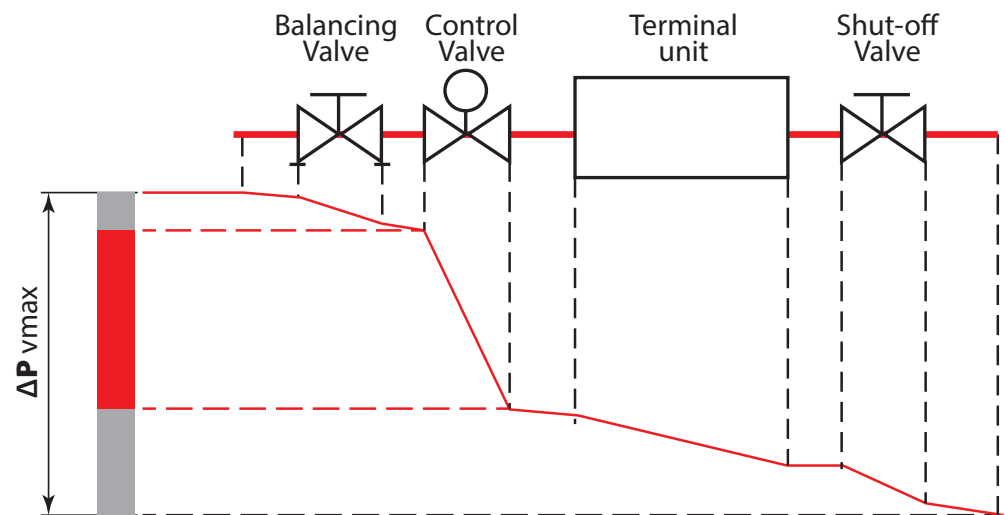 Balancing
Valve
Control
Valve
Terminal
unit
Shut-off
Valve
ΔP vmax